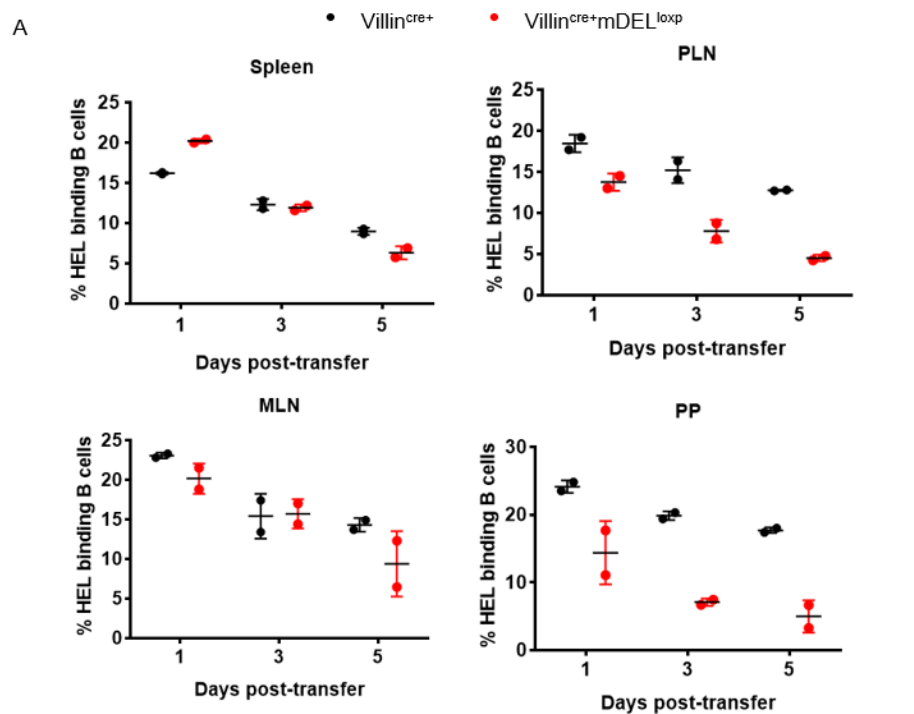 A
Villincre+
Villincre+mDELloxp
Spleen
% HEL binding B cells
25
20
15
10
5
0
1 3 5
Days post-transfer
PLN
% HEL binding B cells
25
20
15
10
5
0
1 3 5
Days post-transfer
MLN
% HEL binding B cells
25
20
15
10
5
0
1 3 5
Days post-transfer
PP
% HEL binding B cells
30
20
10
0
1 3 5
Days post-transfer